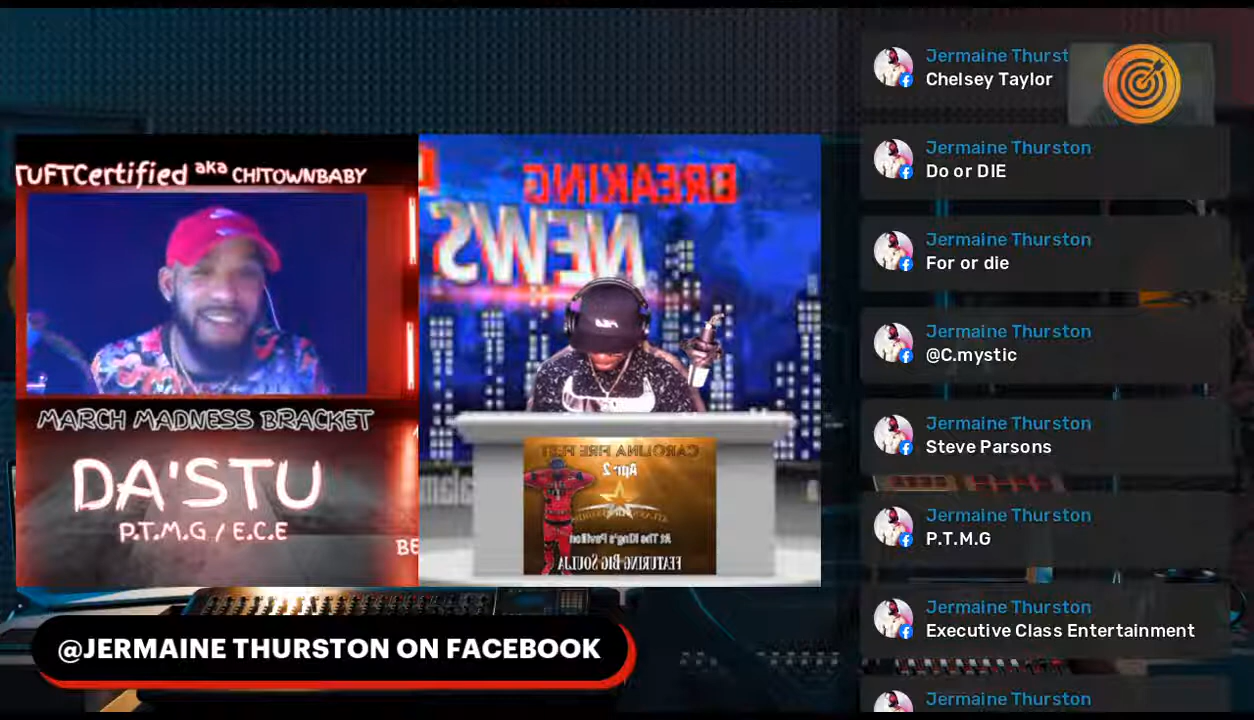 TUFTCertified aka CHITOWNBABY
MARCH MADNESS BRACKET
DA'STU
P.T.M.G / E.C.E
BE
BREAKING
NEWS
CAROLINA FIRE FEST
Apr 2
At The King's Pavilion
FEATURING BIG SOULJA
@JERMAINE THURSTON ON FACEBOOK
Jermaine Thurst
Chelsey Taylor
Jermaine Thurston
Do or DIE
Jermaine Thurston
For or die
Jermaine Thurston
@C.mystic
Jermaine Thurston
Steve Parsons
Jermaine Thurston
P.T.M.G
Jermaine Thurston
Executive Class Entertainment
Jermaine Thurston